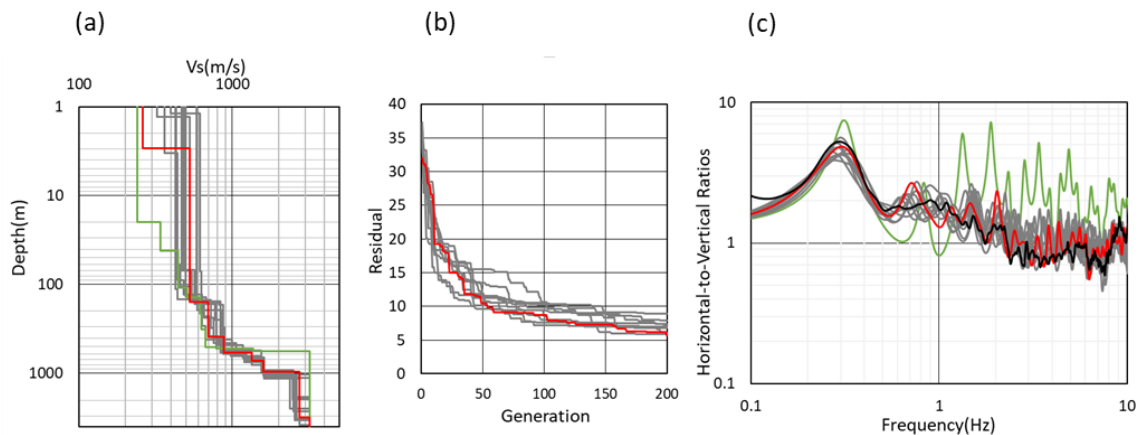 (a)
Vs(m/s)
100 1000
1
10
100
1000
Depth(m)
(b)
40
35
30
25
20
15
10
5
0
Residual
0 50 100 150 200
Generation
(c)
10
1
0.1
Horizontal-to-Vertical Ratios
0.1 1 10
Frequency(Hz)